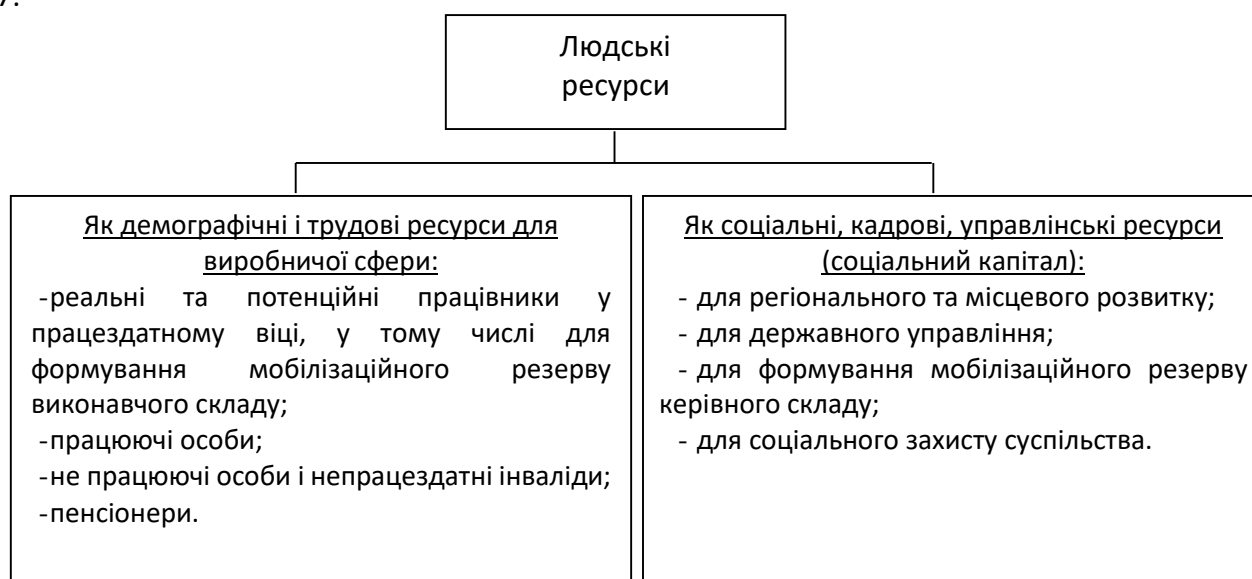 Людські
ресурси
Як демографічні і трудові ресурси для
виробничої сфери:
-реальні та потенційні працівники у
працездатному віці, у тому числі для
формування мобілізаційного резерву
виконавчого складу;
-працюючі особи;
-не працюючі особи і непрацездатні інваліди;
-пенсіонери.
Як соціальні, кадрові, управлінські ресурси
(соціальний капітал):
- для регіонального та місцевого розвитку;
- для державного управління;
- для формування мобілізаційного резерву
керівного складу;
- для соціального захисту суспільства.